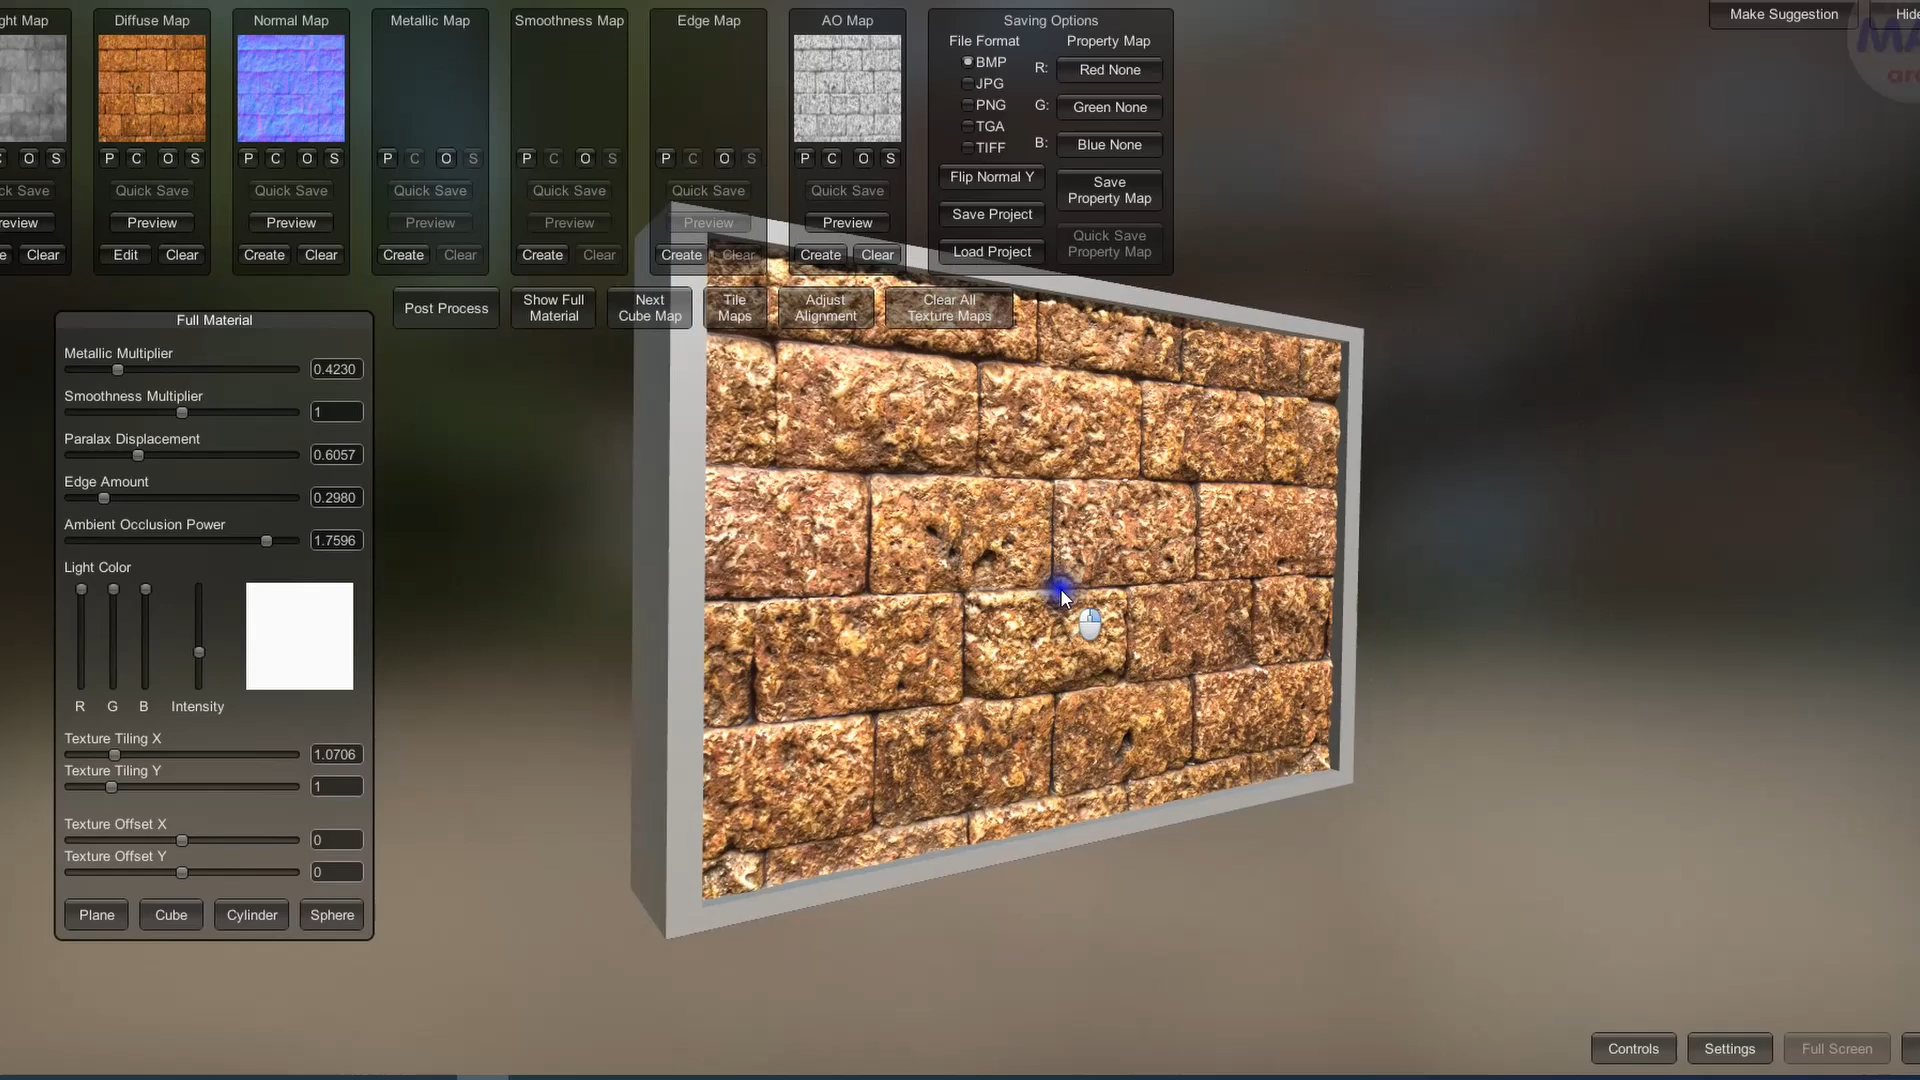 ght Map
C O S
ck Save
review
e Clear
Diffuse Map
P C O S
Quick Save
Preview
Edit Clear
Normal Map
P C O S
Quick Save
Preview
Create Clear
Metallic Map
P C O S
Quick Save
Preview
Create Clear
Smoothness Map
P C O S
Quick Save
Preview
Create Clear
Edge Map
P C O S
Quick Save
Preview
Create Clear
AO Map
P C O S
Quick Save
Preview
Create Clear
Saving Options
File Format
BMP
JPG
PNG
TGA
TIFF
Flip Normal Y
Save Project
Load Project
Property Map
R: Red None
G: Green None
B: Blue None
Save
Property Map
Quick Save
Property Map
Make Suggestion
Hide
MA
arc
Post Process
Show Full
Material
Next
Cube Map
Tile
Maps
Adjust
Alignment
Clear All
Texture Maps
Full Material
Metallic Multiplier
0.4230
Smoothness Multiplier
1
Paralax Displacement
0.6057
Edge Amount
0.2980
Ambient Occlusion Power
1.7596
Light Color
R G B Intensity
Texture Tiling X
1.0706
Texture Tiling Y
1
Texture Offset X
0
Texture Offset Y
0
Plane Cube Cylinder Sphere
Controls Settings Full Screen